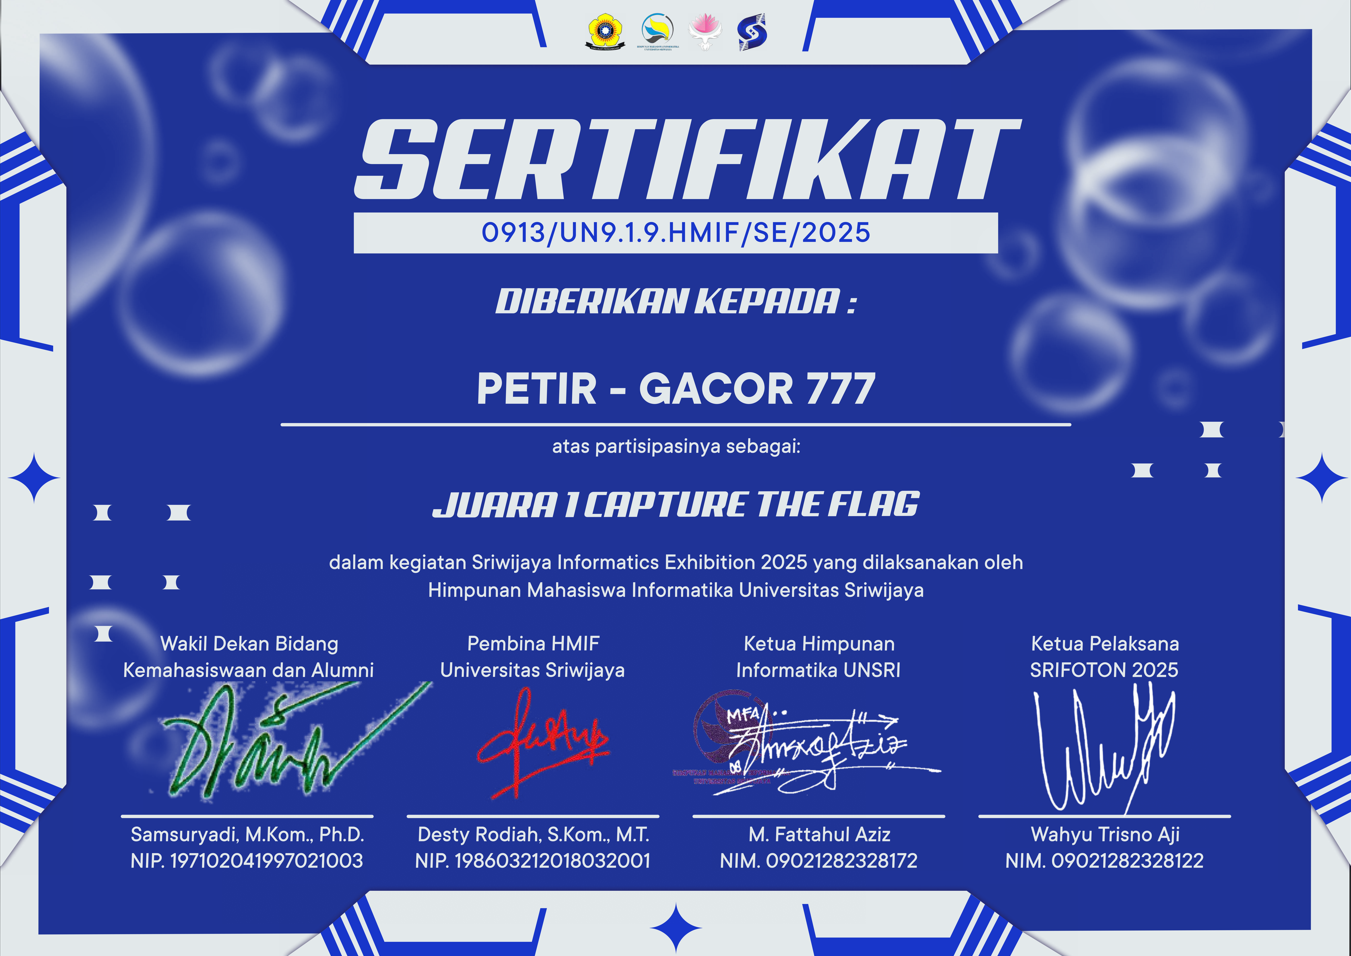 SERTIFIKAT
0913/UN9.1.9.HMIF/SE/2025
DIBERIKAN KEPADA :
PETIR - GACOR 777
atas partisipasinya sebagai:
JUARA 1 CAPTURE THE FLAG
dalam kegiatan Sriwijaya Informatics Exhibition 2025 yang dilaksanakan oleh
Himpunan Mahasiswa Informatika Universitas Sriwijaya
Wakil Dekan Bidang
Kemahasiswaan dan Alumni
Samsuryadi, M.Kom., Ph.D.
NIP. 197102041997021003
Pembina HMIF
Universitas Sriwijaya
Desty Rodiah, S.Kom., M.T.
NIP. 198603212018032001
Ketua Himpunan
Informatika UNSRI
MFA
M. Fattahul Aziz
NIM. 09021282328172
Ketua Pelaksana
SRIFOTON 2025
Wahyu Trisno Aji
NIM. 09021282328122